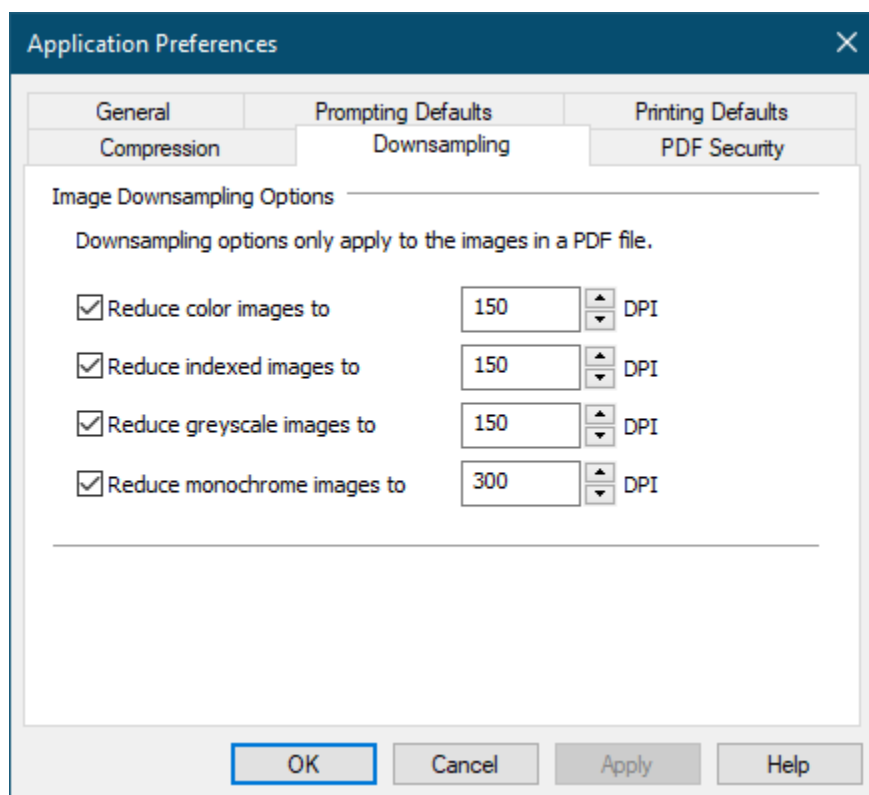 Application Preferences
General Prompting Defaults Printing Defaults
Compression Downsampling PDF Security
Image Downsampling Options
Downsampling options only apply to the images in a PDF file.
Reduce color images to 150 DPI
Reduce indexed images to 150 DPI
Reduce greyscale images to 150 DPI
Reduce monochrome images to 300 DPI
OK Cancel Apply Help